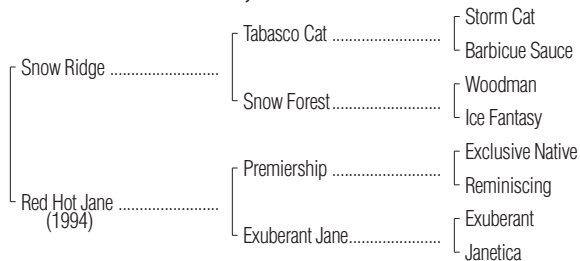 Storm Cat
Tabasco Cat ........................
Barbicue Sauce
Snow Ridge ........................
Woodman
Snow Forest........................
Ice Fantasy
Exclusive Native
Premiership ........................
Reminiscing
Red Hot Jane ........................
(1994)
Exuberant
Exuberant Jane........................
Janetica